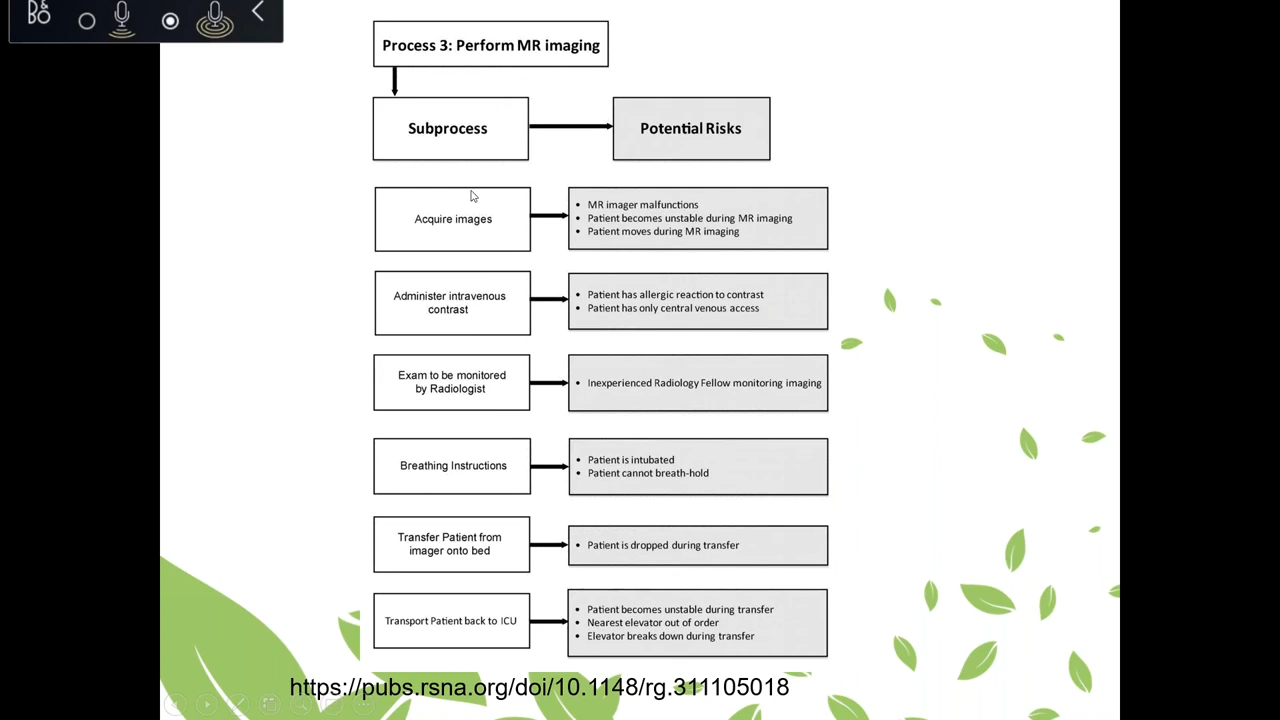 Process 3: Perform MR imaging
Subprocess
Potential Risks
Acquire images
• MR imager malfunctions
• Patient becomes unstable during MR imaging
• Patient moves during MR imaging
Administer intravenous
contrast
• Patient has allergic reaction to contrast
• Patient has only central venous access
Exam to be monitored
by Radiologist
• Inexperienced Radiology Fellow monitoring imaging
Breathing Instructions
• Patient is intubated
• Patient cannot breath-hold
Transfer Patient from
imager onto bed
• Patient is dropped during transfer
Transport Patient back to ICU
• Patient becomes unstable during transfer
• Nearest elevator out of order
• Elevator breaks down during transfer
https://pubs.rsna.org/doi/10.1148/rg.311105018